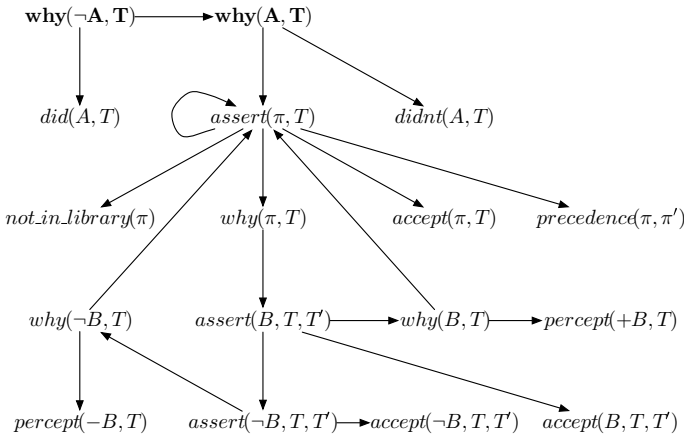 why(¬A, T) why(A, T)
did(A, T) assert(π, T) didnt(A, T)
not_in_library(π) why(π, T) accept(π, T) precedence(π, π′)
why(¬B, T) assert(B, T, T′) why(B, T) percept(+B, T)
percept(−B, T) assert(¬B, T, T′) accept(¬B, T, T′) accept(B, T, T′)